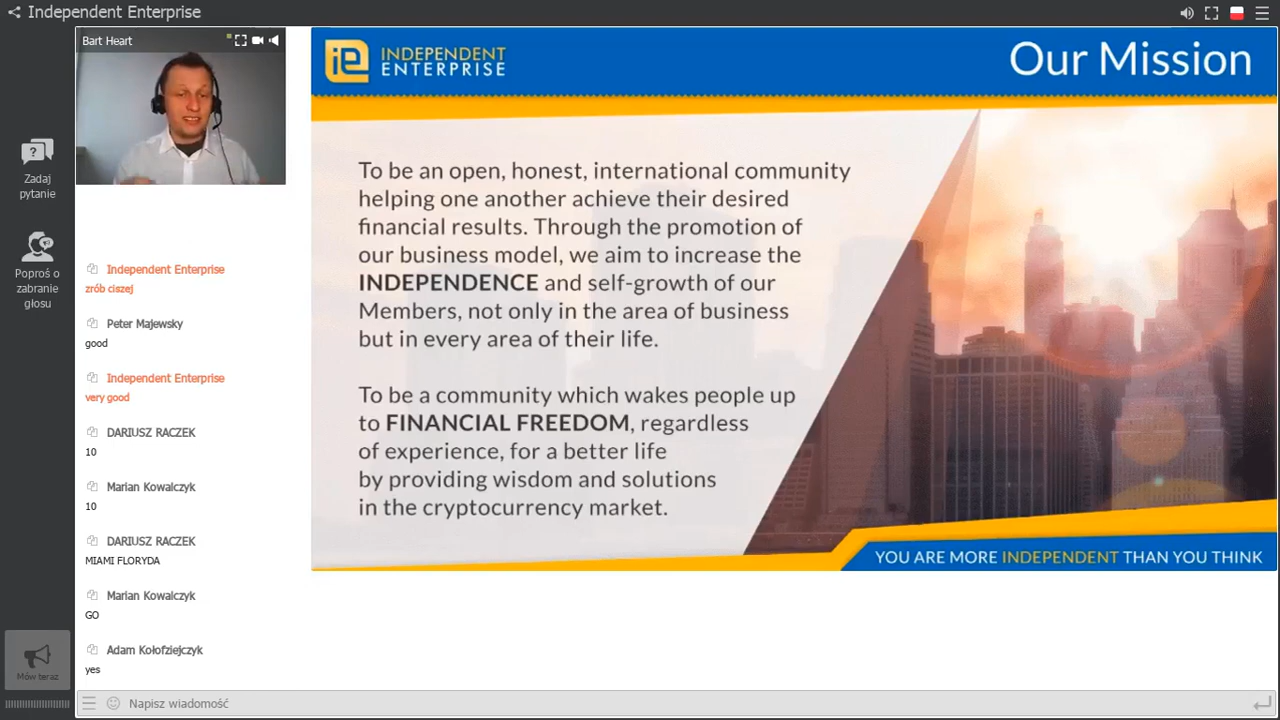 Independent Enterprise
Bart Heart
Zadaj
pytanie
Poproś o
zabranie
głosu
Independent Enterprise
zrób ciszej
Peter Majewsky
good
Independent Enterprise
very good
DARIUSZ RACZEK
10
Marian Kowalczyk
10
DARIUSZ RACZEK
MIAMI FLORYDA
Marian Kowalczyk
GO
Adam Kołofziejczyk
yes
Mów teraz
Napisz wiadomość
ie INDEPENDENT
ENTERPRISE
Our Mission
To be an open, honest, international community
helping one another achieve their desired
financial results. Through the promotion of
our business model, we aim to increase the
INDEPENDENCE and self-growth of our
Members, not only in the area of business
but in every area of their life.
To be a community which wakes people up
to FINANCIAL FREEDOM, regardless
of experience, for a better life
by providing wisdom and solutions
in the cryptocurrency market.
YOU ARE MORE INDEPENDENT THAN YOU THINK